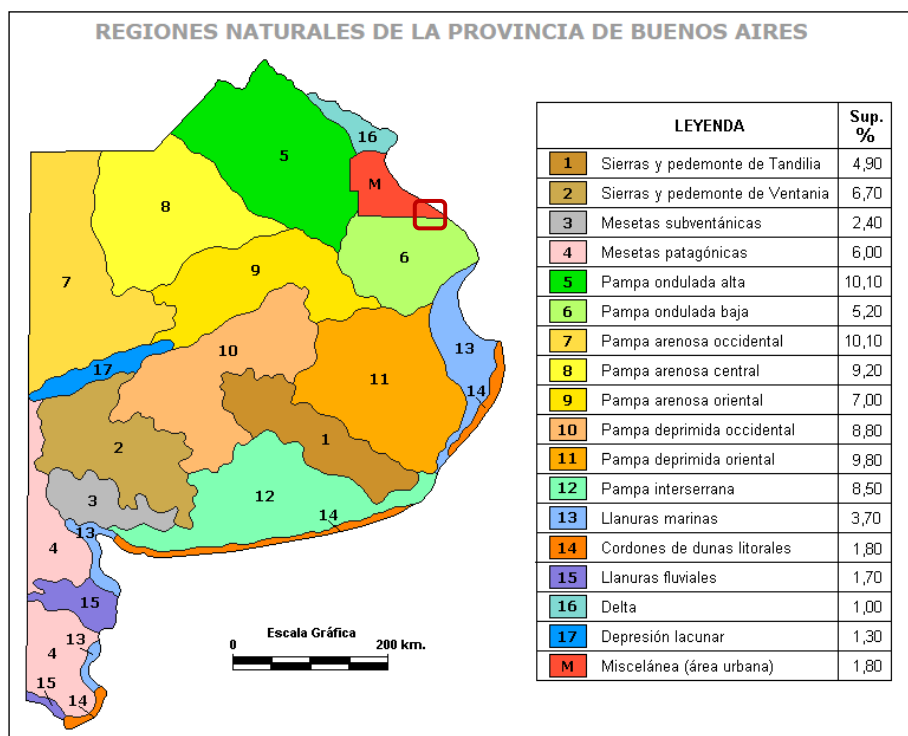 REGIONES NATURALES DE LA PROVINCIA DE BUENOS AIRES
16
5
M
8
6
9
7
13
10
17
11
14
1
2
12
3
14
13
4
15
13
4
15
14
Escala Gráfica
0 200 km.
LEYENDA Sup. %
1 Sierras y pedemonte de Tandilia 4,90
2 Sierras y pedemonte de Ventania 6,70
3 Mesetas subventánicas 2,40
4 Mesetas patagónicas 6,00
5 Pampa ondulada alta 10,10
6 Pampa ondulada baja 5,20
7 Pampa arenosa occidental 10,10
8 Pampa arenosa central 9,20
9 Pampa arenosa oriental 7,00
10 Pampa deprimida occidental 8,80
11 Pampa deprimida oriental 9,80
12 Pampa interserrana 8,50
13 Llanuras marinas 3,70
14 Cordones de dunas litorales 1,80
15 Llanuras fluviales 1,70
16 Delta 1,00
17 Depresión lacunar 1,30
M Miscelánea (área urbana) 1,80